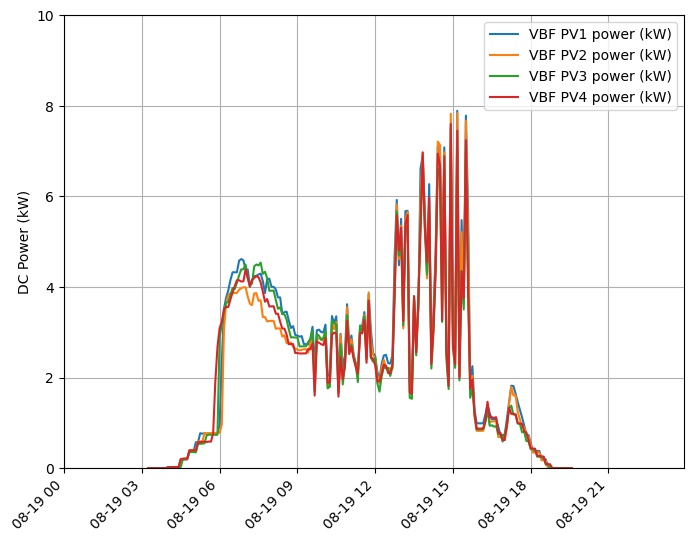 10
8
6
4
2
0
DC Power (kW)
VBF PV1 power (kW)
VBF PV2 power (kW)
VBF PV3 power (kW)
VBF PV4 power (kW)
08-19 00
08-19 03
08-19 06
08-19 09
08-19 12
08-19 15
08-19 18
08-19 21